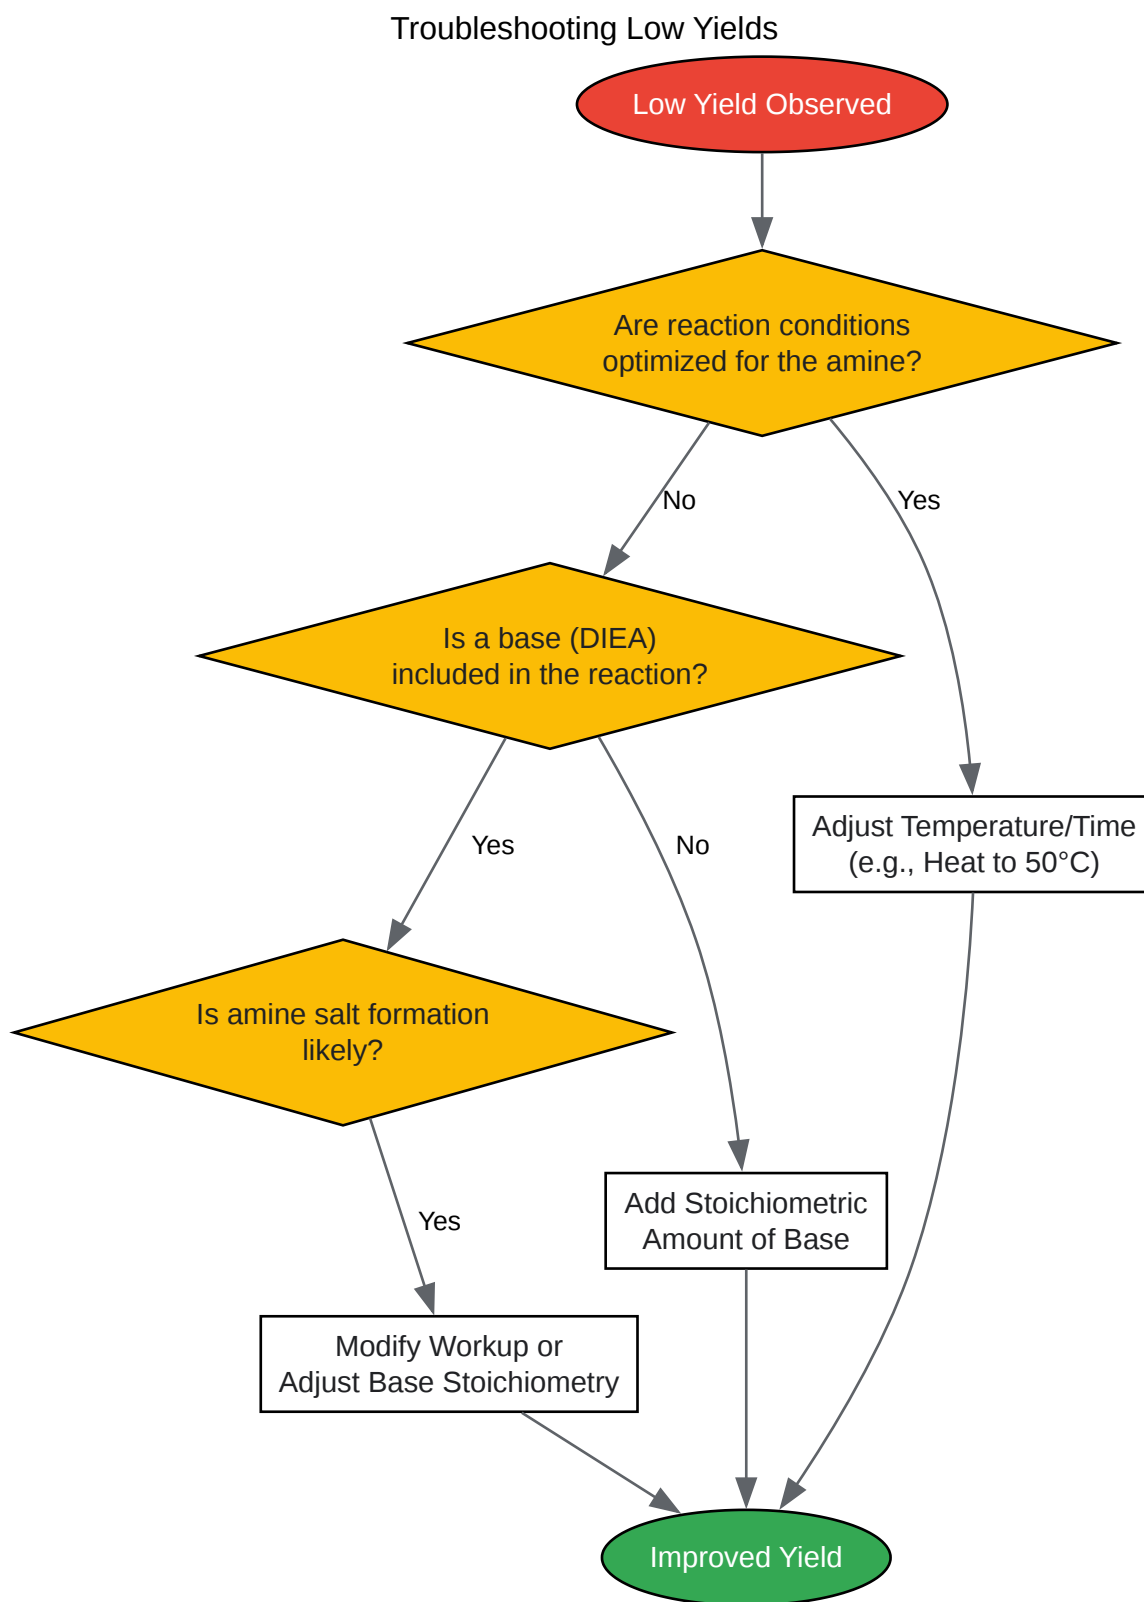 Troubleshooting Low Yields
Low Yield Observed
Are reaction conditions
optimized for the amine?
No
Yes
Is a base (DIEA)
included in the reaction?
Yes
No
Adjust Temperature/Time
(e.g., Heat to 50°C)
Is amine salt formation
likely?
Yes
Add Stoichiometric
Amount of Base
Modify Workup or
Adjust Base Stoichiometry
Improved Yield